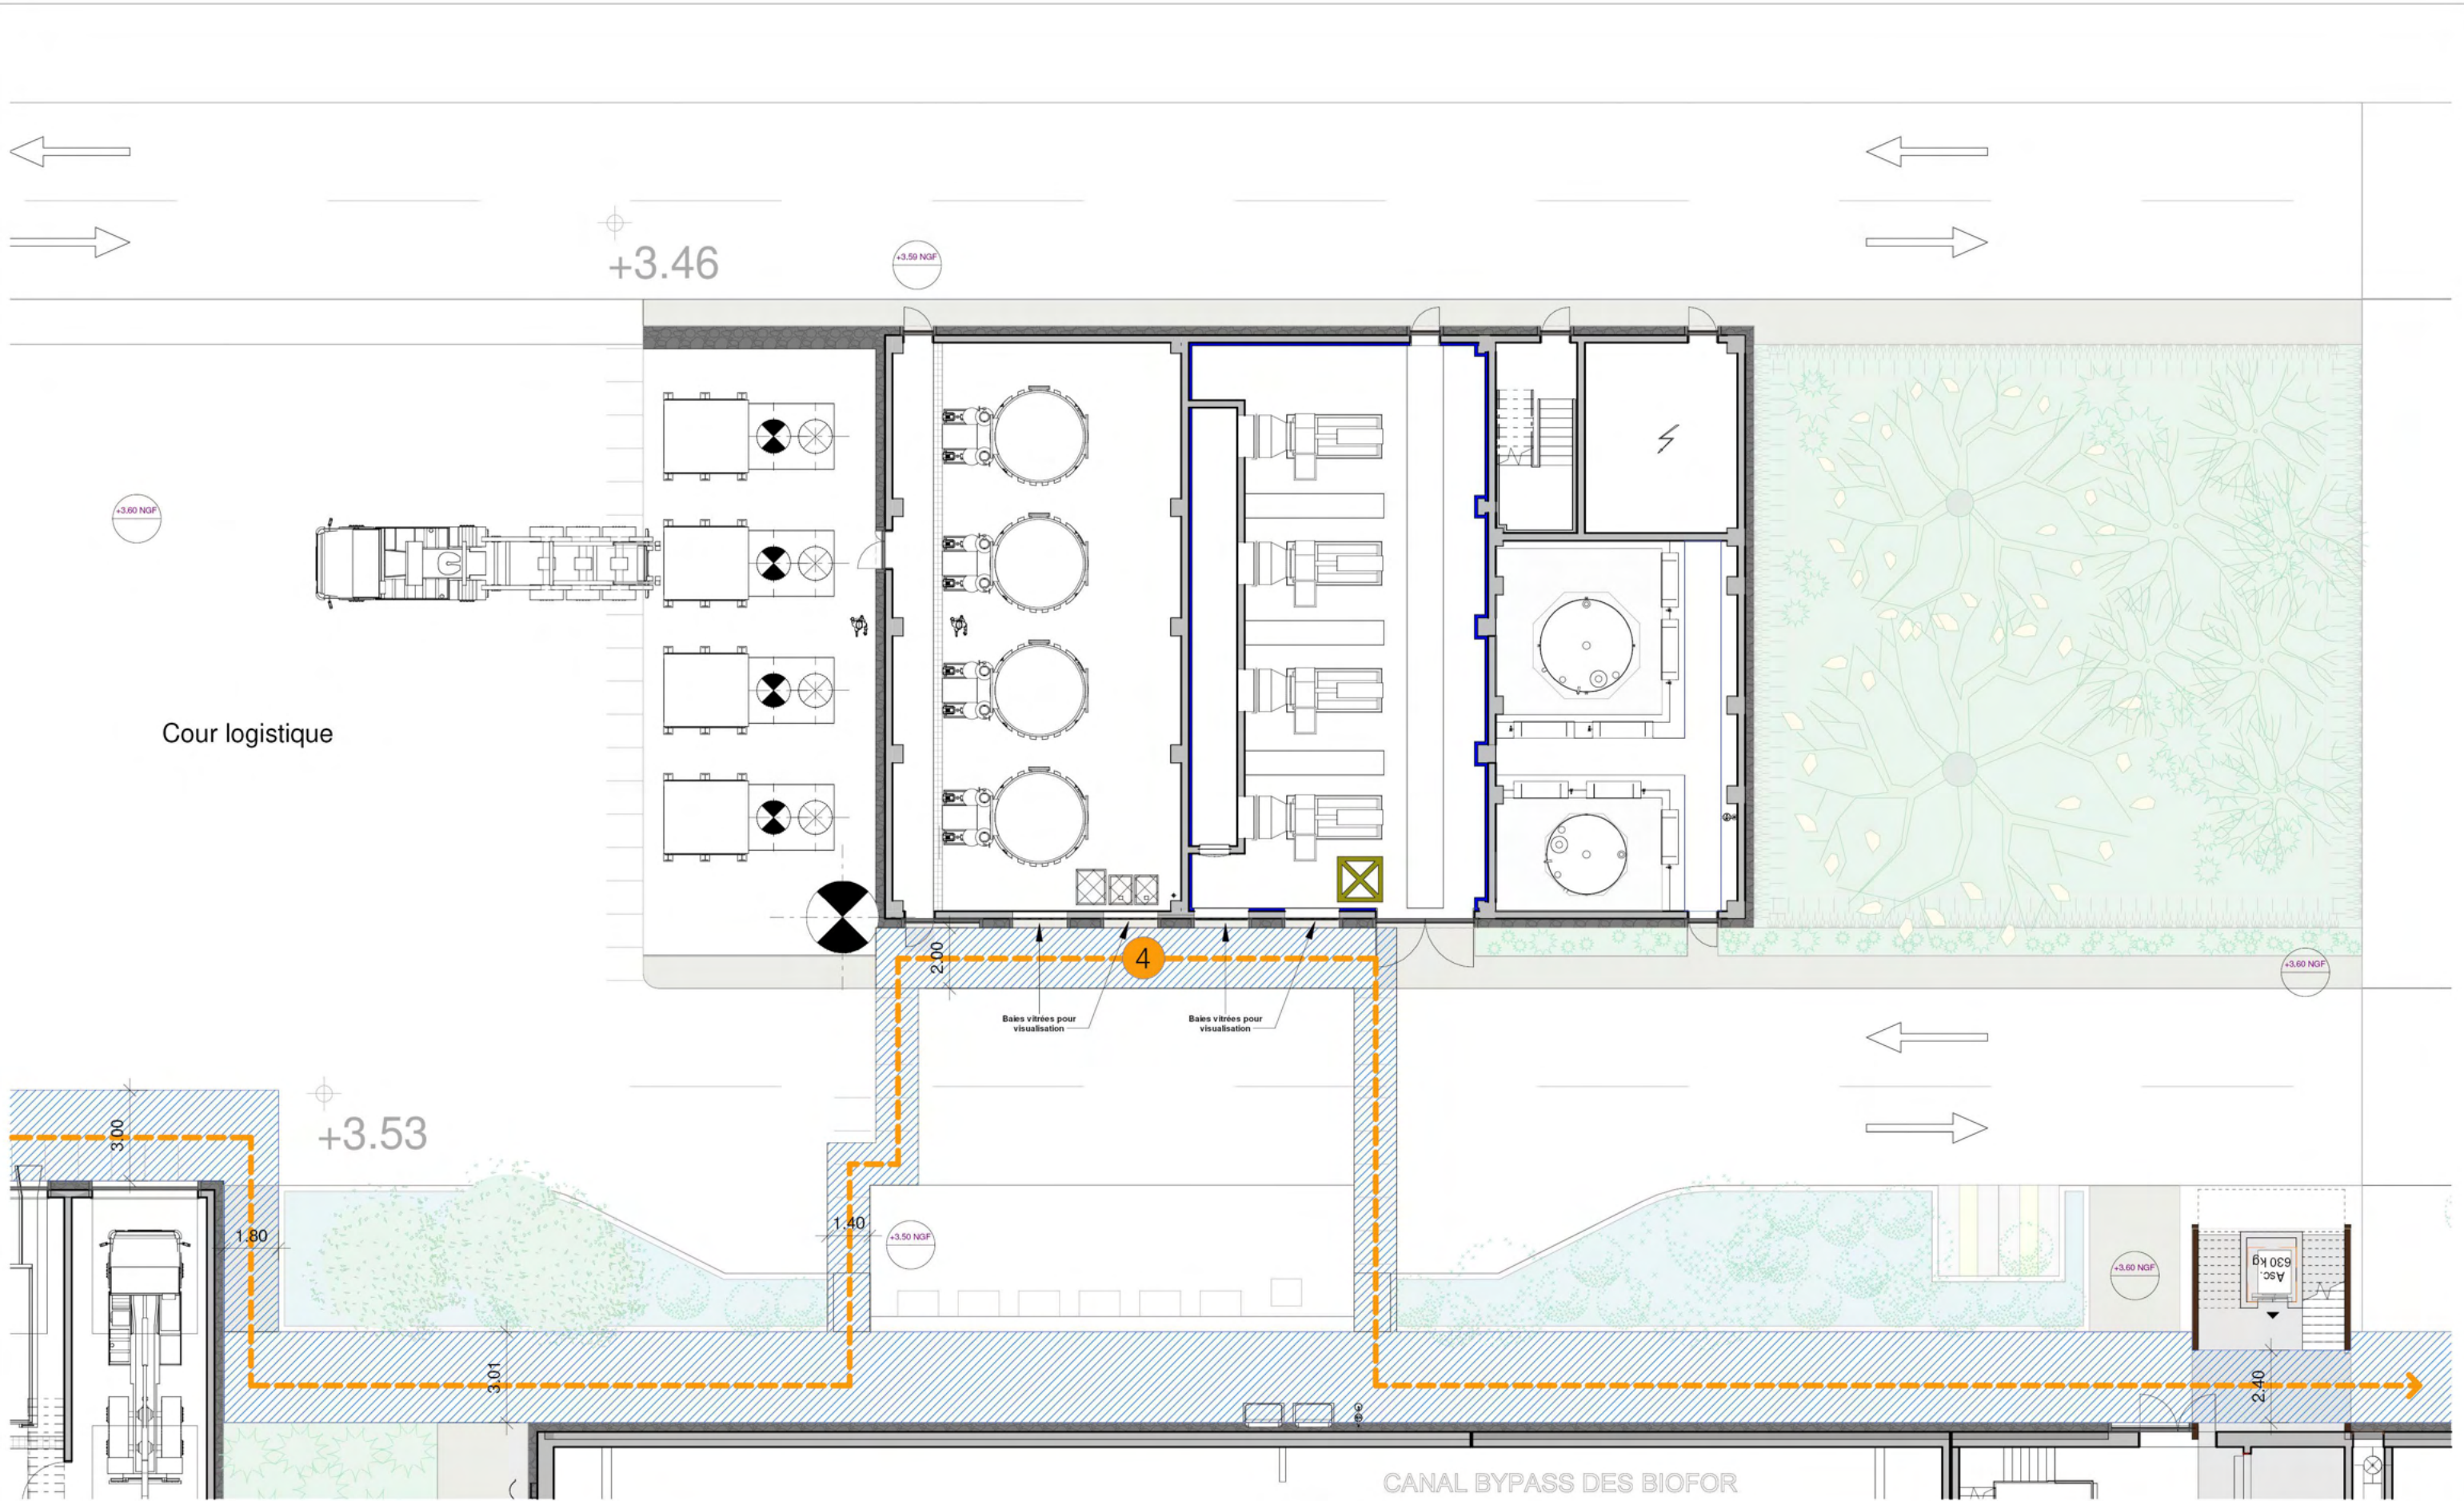 +3.46
+3.59 NGF
+3.60 NGF
Cour logistique
2.00
4
+3.60 NGF
Baies vitrées pour
visualisation
Baies vitrées pour
visualisation
3.00
+3.53
1.80
1.40
+3.50 NGF
+3.60 NGF
Asc.
630 kg
3.01
2.40
CANAL BYPASS DES BIOFOR